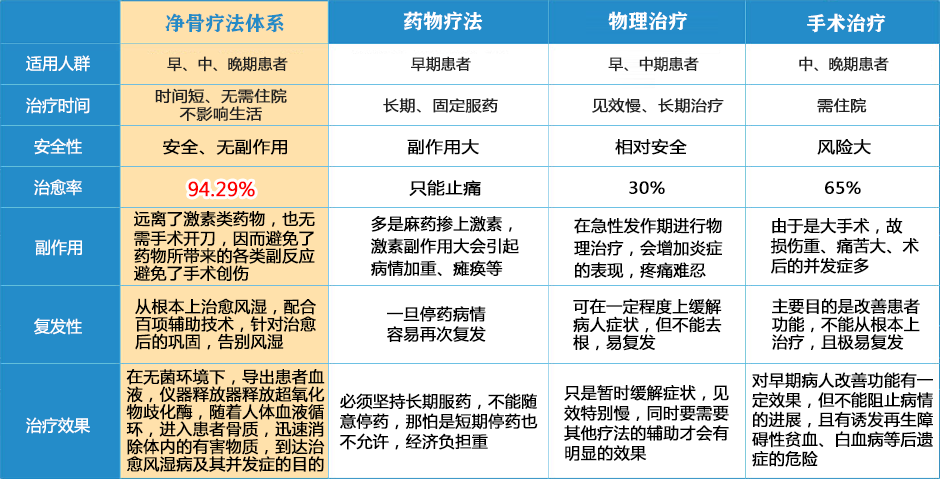 净骨疗法体系 药物疗法 物理治疗 手术治疗
适用人群 早、中、晚期患者 早期患者 早、中期患者 中、晚期患者
治疗时间 时间短、无需住院 长期、固定服药 见效慢、长期治疗 需住院
不影响生活
安全性 安全、无副作用 副作用大 相对安全 风险大
治愈率 94.29% 只能止痛 30% 65%
副作用
远离了激素类药物，也无
需手术开刀，因而避免了
药物所带来的各类副反应
避免了手术创伤
多是麻药掺上激素，
激素副作用大会引起
病情加重、瘫痪等
在急性发作期进行物
理治疗，会增加炎症
的表现，疼痛难忍
由于是大手术，故
损伤重、痛苦大、术
后的并发症多
复发性
从根本上治愈风湿，配合
百项辅助技术，针对治愈
后的巩固，告别风湿
一旦停药病情
容易再次复发
可在一定程度上缓解
病人症状，但不能去
根，易复发
主要目的是改善患者
功能，不能从根本上
治疗，且极易复发
治疗效果
在无菌环境下，导出患者血
液，仪器释放器释放超氧化
物歧化酶，随着人体血液循
环，进入患者骨质，迅速消
除体内的有害物质，到达治
愈风湿病及其并发症的目的
必须坚持长期服药，不能随
意停药，那怕是短期停药也
不允许，经济负担重
只是暂时缓解症状，见
效特别慢，同时要需要
其他疗法的辅助才会有
明显的效果
对早期病人改善功能有一
定效果，但不能阻止病情
的进展，且有诱发再生障
碍性贫血、白血病等后遗
症的危险